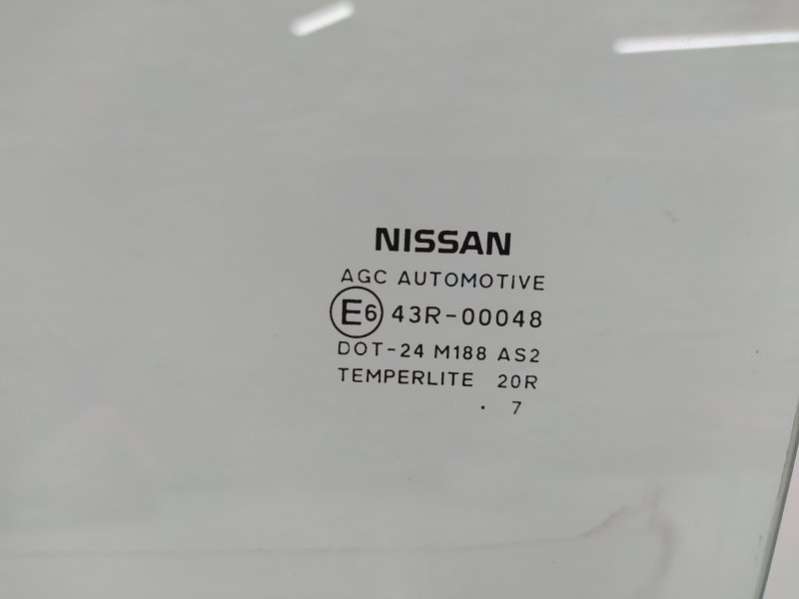 NISSAN
AGC AUTOMOTIVE
E6 43R-00048
DOT-24 M188 AS2
TEMPERLITE 20R
. 7